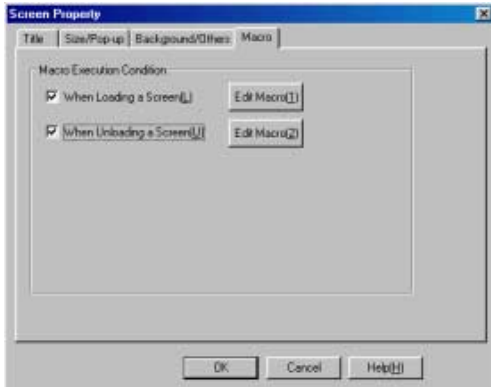 Screen Property
Title Size/Pop-up Background/Others Macro
Macro Execution Condition
When Loading a Screen(L) Edit Macro(1)
When Unloading a Screen(U) Edit Macro(2)
OK Cancel Help(H)